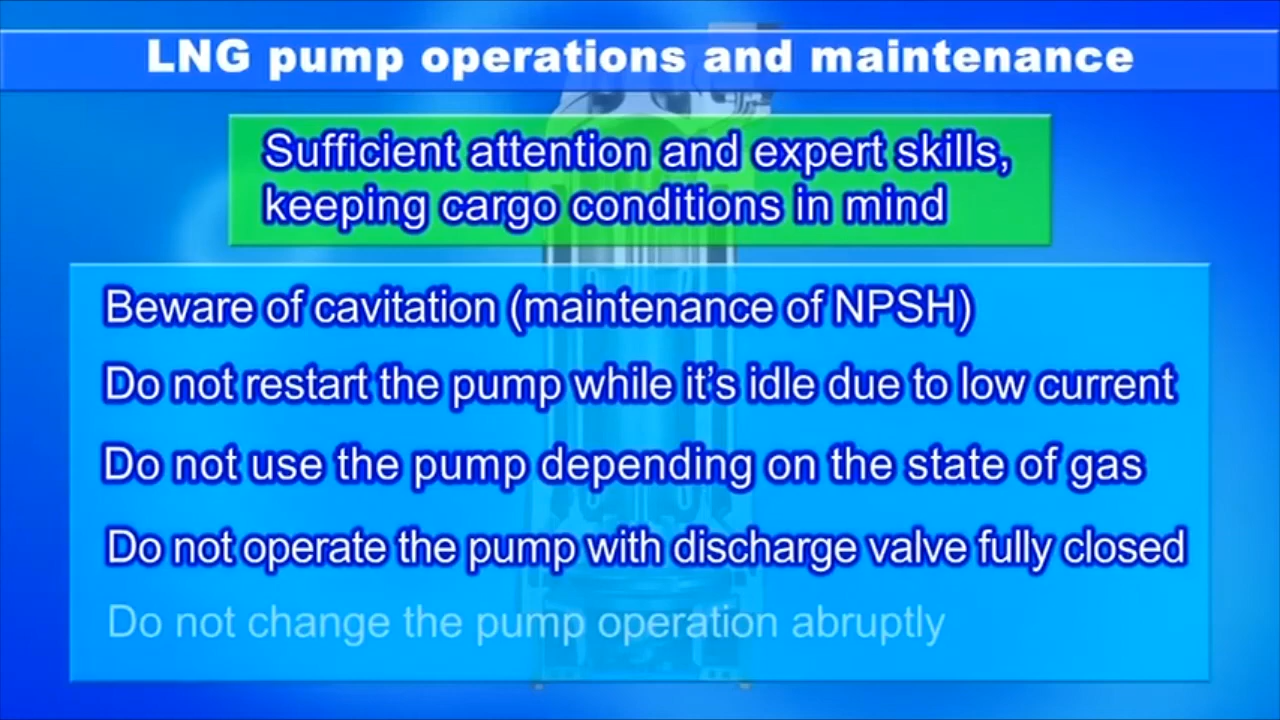 LNG pump operations and maintenance
Sufficient attention and expert skills,
keeping cargo conditions in mind
Beware of cavitation (maintenance of NPSH)
Do not restart the pump while it's idle due to low current
Do not use the pump depending on the state of gas
Do not operate the pump with discharge valve fully closed
Do not change the pump operation abruptly